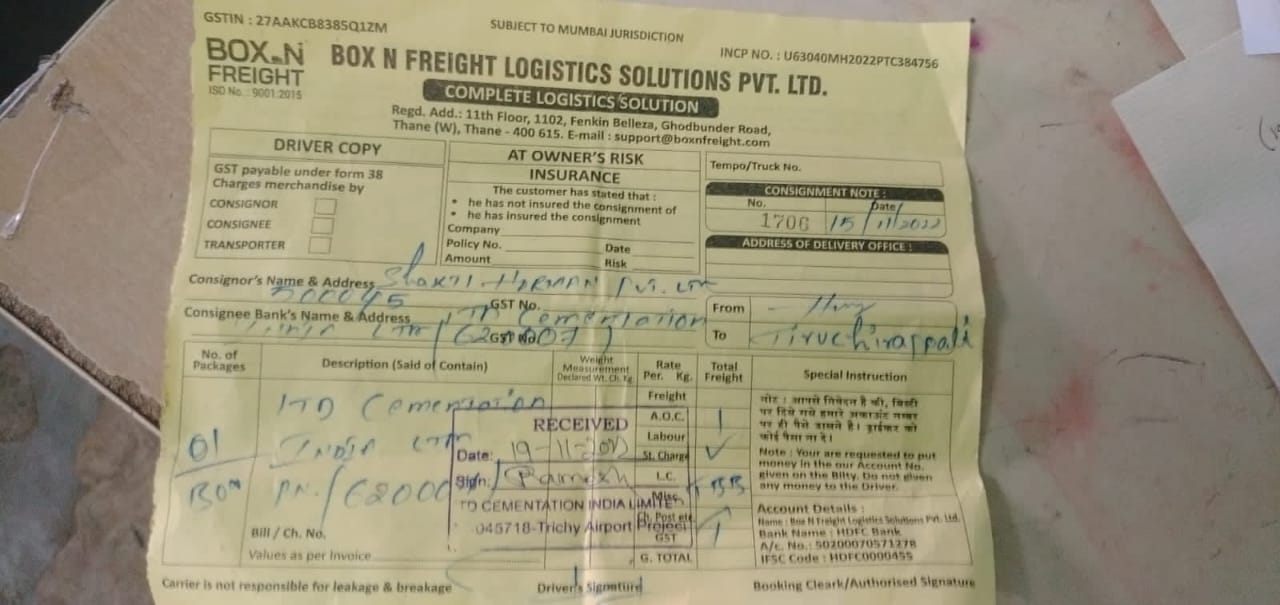 GSTIN : 27AAKCB8385Q1ZM
SUBJECT TO MUMBAI JURISDICTION
INCP NO. : U63040MH2022PTC384756
BOX N FREIGHT
ISO No. : 9001:2015
BOX N FREIGHT LOGISTICS SOLUTIONS PVT. LTD.
COMPLETE LOGISTICS SOLUTION
Regd. Add.: 11th Floor, 1102, Fenkin Belleza, Ghodbunder Road,
Thane (W), Thane - 400 615. E-mail : support@boxnfreight.com
DRIVER COPY
GST payable under form 38
Charges merchandise by
CONSIGNOR
CONSIGNEE
TRANSPORTER
AT OWNER'S RISK
INSURANCE
The customer has stated that :
• he has not insured the consignment of
• he has insured the consignment
Company
Policy No. Date
Amount Risk
Tempo/Truck No.
CONSIGNMENT NOTE :
No. Date
1706 15/11/2022
ADDRESS OF DELIVERY OFFICE :
Consignor's Name & Address Shakti Hormann Pvt. Ltd
500045 GST No.
Consignee Bank's Name & Address ITD Cementation
India LTD/ GST No.
From
To Tiruchirappali
No. of Packages
Description (Said of Contain)
Weight Measurement Declared Wt. Ch. Kg
Rate Per. Kg.
Total Freight
Special Instruction
01
Box
ITD Cementation
INDIA LTD
PN./
Freight
A.O.C.
Labour
St. Charge
L.C.
Misc.
Ch. Post etc
GST
G. TOTAL
TBB
RECEIVED
Date: 19-11-202
Sign: Ramesh
TD CEMENTATION INDIA LIMITED
045718-Trichy Airport Project
नोट : आपसे निवेदन है की, बिल्टी
पर दिये गये हमारे अकाऊंट नम्बर
पर ही पैसे डालने है। ड्राईवर को
कोई पैसा ना दे।
Note : Your are requested to put
money in the our Account No.
given on the Bilty. Do not given
any money to the Driver.
Account Details :
Name : Box N Freight Logistics Solutions Pvt. Ltd.
Bank Name : HDFC Bank
A/c. No.: 50200070571278
IFSC Code : HDFC0000455
Bill / Ch. No.
Values as per Invoice
Carrier is not responsible for leakage & breakage
Driver's Signature
Booking Cleark/Authorised Signature